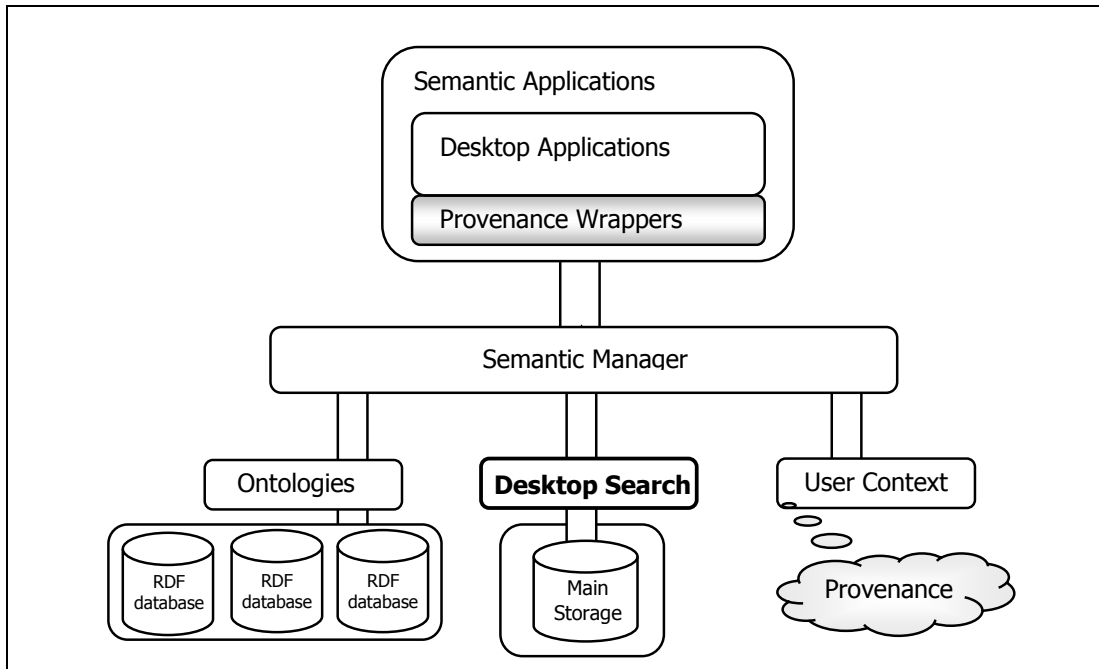 Semantic Applications
Desktop Applications
Provenance Wrappers
Semantic Manager
Ontologies
Desktop Search
User Context
RDF
database
RDF
database
RDF
database
Main
Storage
Provenance